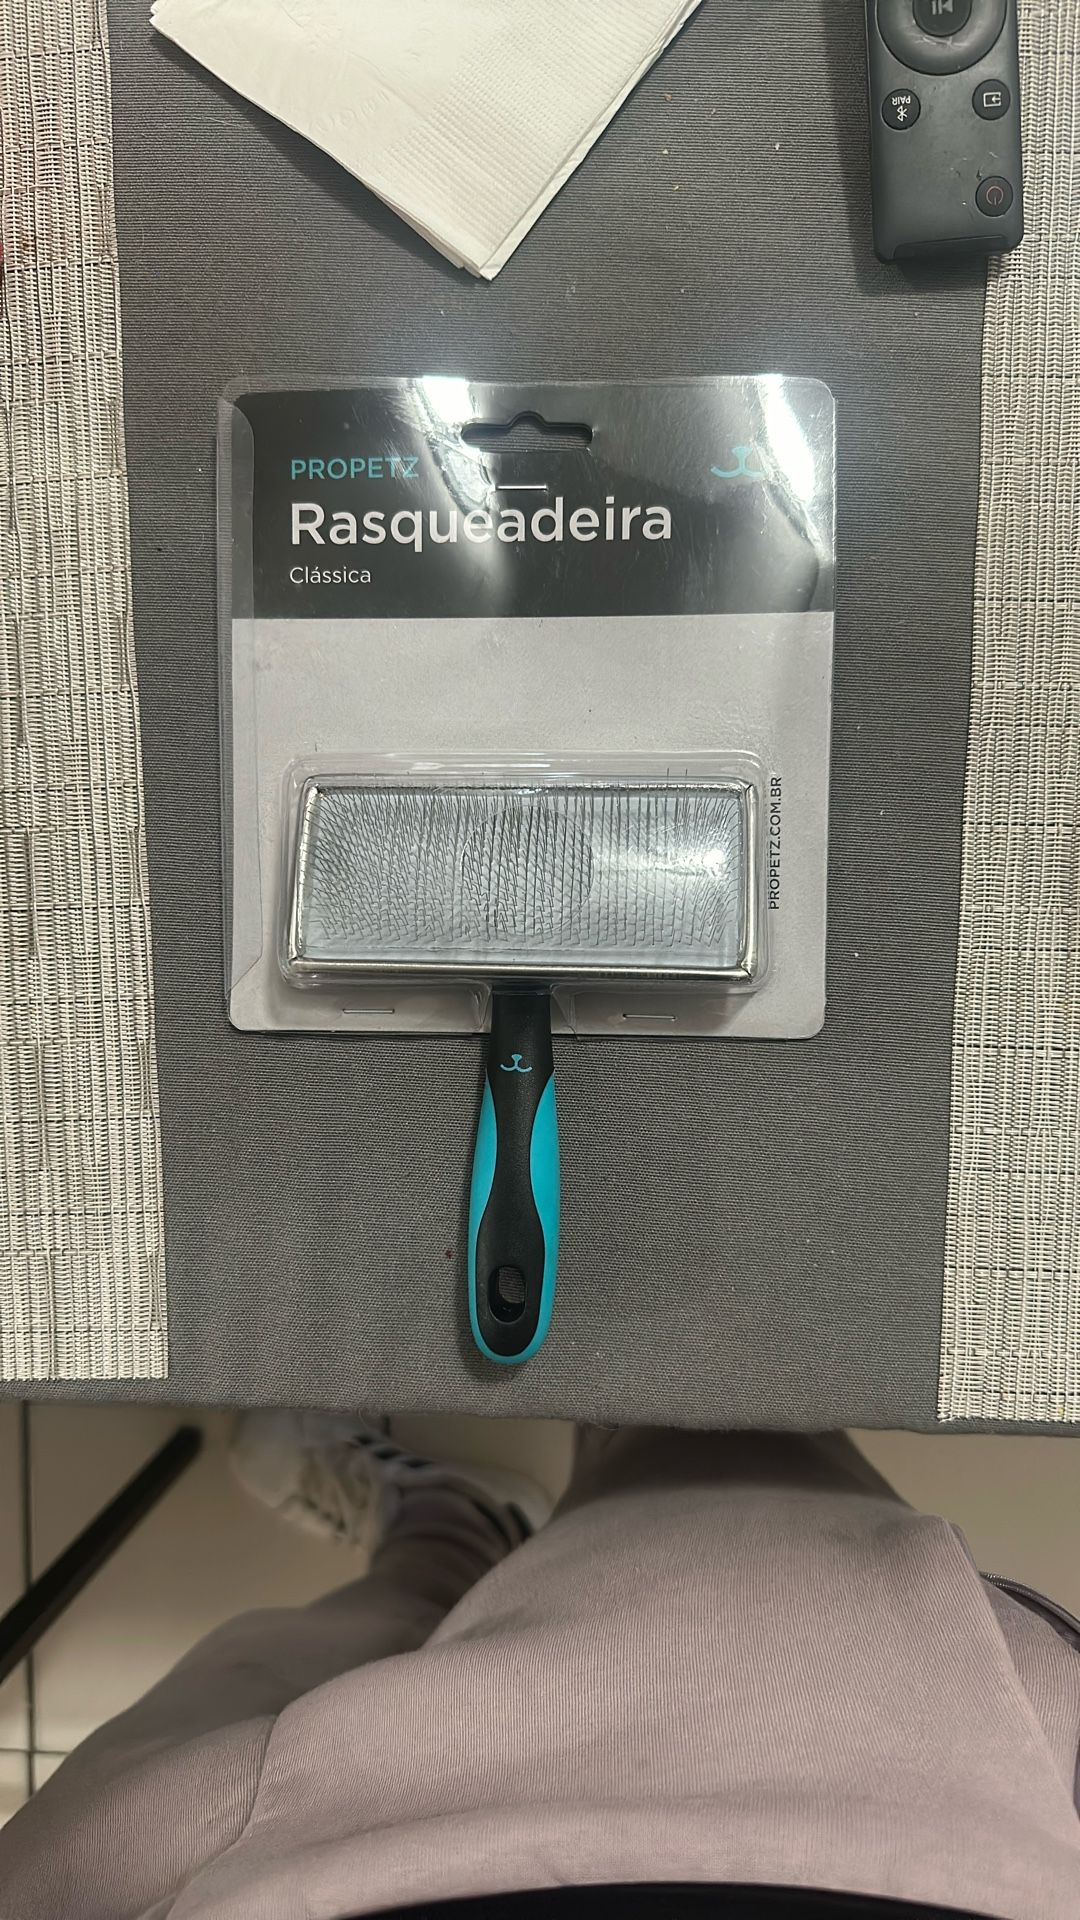 PAIR
PROPETZ
Rasqueadeira
Clássica
PROPETZ.COM.BR